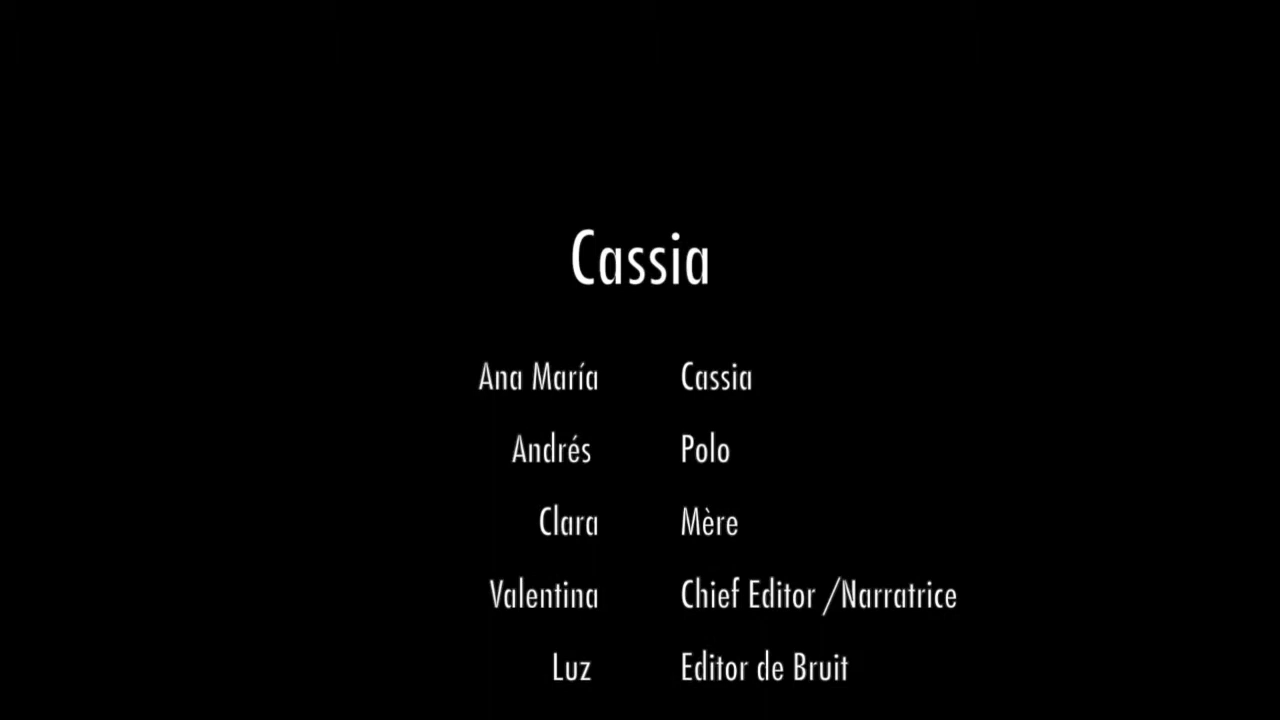 Cassia
Ana María Cassia
Andrés Polo
Clara Mère
Valentina Chief Editor /Narratrice
Luz Editor de Bruit